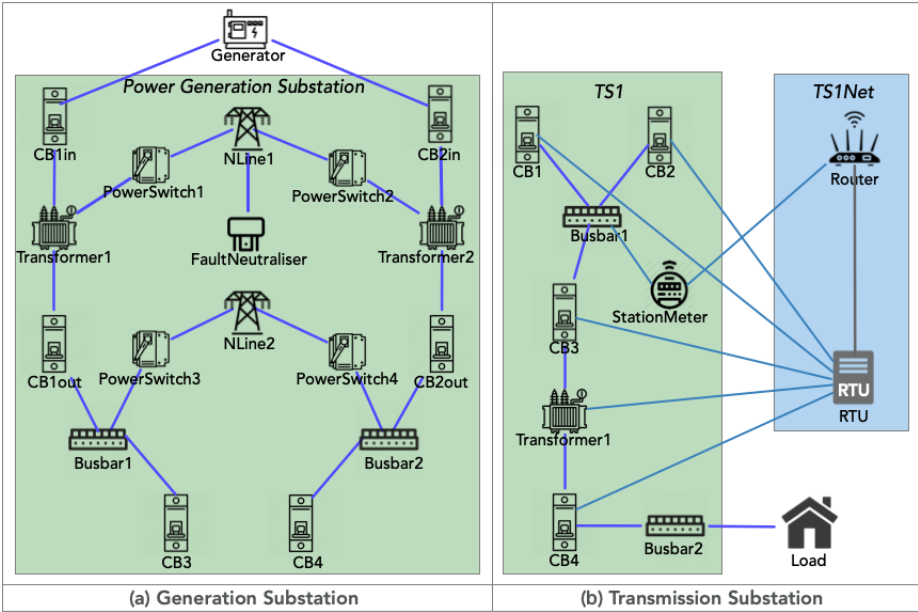 Generator
Power Generation Substation
CB1in
NLine1
CB2in
PowerSwitch1
PowerSwitch2
Transformer1
FaultNeutraliser
Transformer2
CB1out
PowerSwitch3
NLine2
PowerSwitch4
CB2out
Busbar1
Busbar2
CB3
CB4
(a) Generation Substation
TS1
TS1Net
CB1
CB2
Router
Busbar1
StationMeter
CB3
RTU
RTU
Transformer1
CB4
Busbar2
Load
(b) Transmission Substation